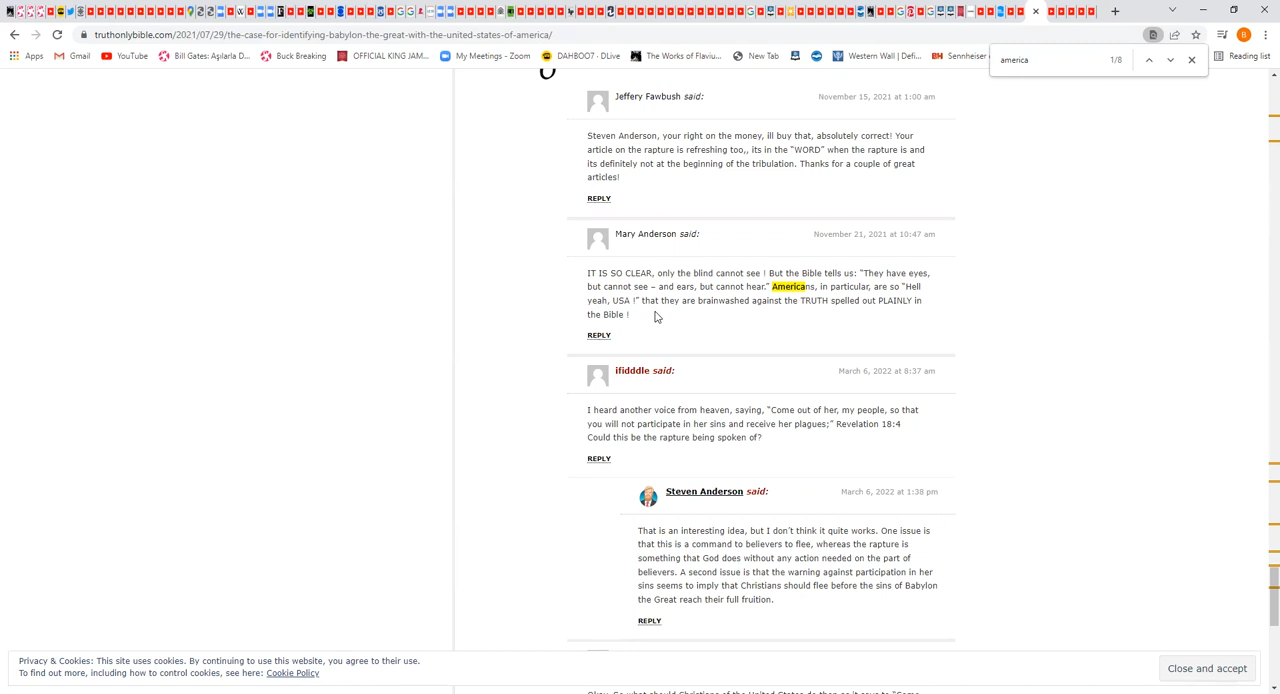 truthonlybible.com/2021/07/29/the-case-for-identifying-babylon-the-great-with-the-united-states-of-america/
B
Apps
Gmail
YouTube
Bill Gates: Aşılarla D...
Buck Breaking
OFFICIAL KING JAM...
My Meetings - Zoom
DAHBOO7 - DLive
The Works of Flaviu...
New Tab
Western Wall | Defi...
BH Sennheiser
Reading list
america
1/8
Jeffery Fawbush said:
November 15, 2021 at 1:00 am
Steven Anderson, your right on the money, ill buy that, absolutely correct! Your
article on the rapture is refreshing too,, its in the “WORD” when the rapture is and
its definitely not at the beginning of the tribulation. Thanks for a couple of great
articles!
REPLY
Mary Anderson said:
November 21, 2021 at 10:47 am
IT IS SO CLEAR, only the blind cannot see ! But the Bible tells us: “They have eyes,
but cannot see – and ears, but cannot hear.” Americans, in particular, are so “Hell
yeah, USA !” that they are brainwashed against the TRUTH spelled out PLAINLY in
the Bible !
REPLY
ifidddle said:
March 6, 2022 at 8:37 am
I heard another voice from heaven, saying, “Come out of her, my people, so that
you will not participate in her sins and receive her plagues;” Revelation 18:4
Could this be the rapture being spoken of?
REPLY
Steven Anderson said:
March 6, 2022 at 1:38 pm
That is an interesting idea, but I don’t think it quite works. One issue is
that this is a command to believers to flee, whereas the rapture is
something that God does without any action needed on the part of
believers. A second issue is that the warning against participation in her
sins seems to imply that Christians should flee before the sins of Babylon
the Great reach their full fruition.
REPLY
Privacy & Cookies: This site uses cookies. By continuing to use this website, you agree to their use.
To find out more, including how to control cookies, see here: Cookie Policy
Close and accept